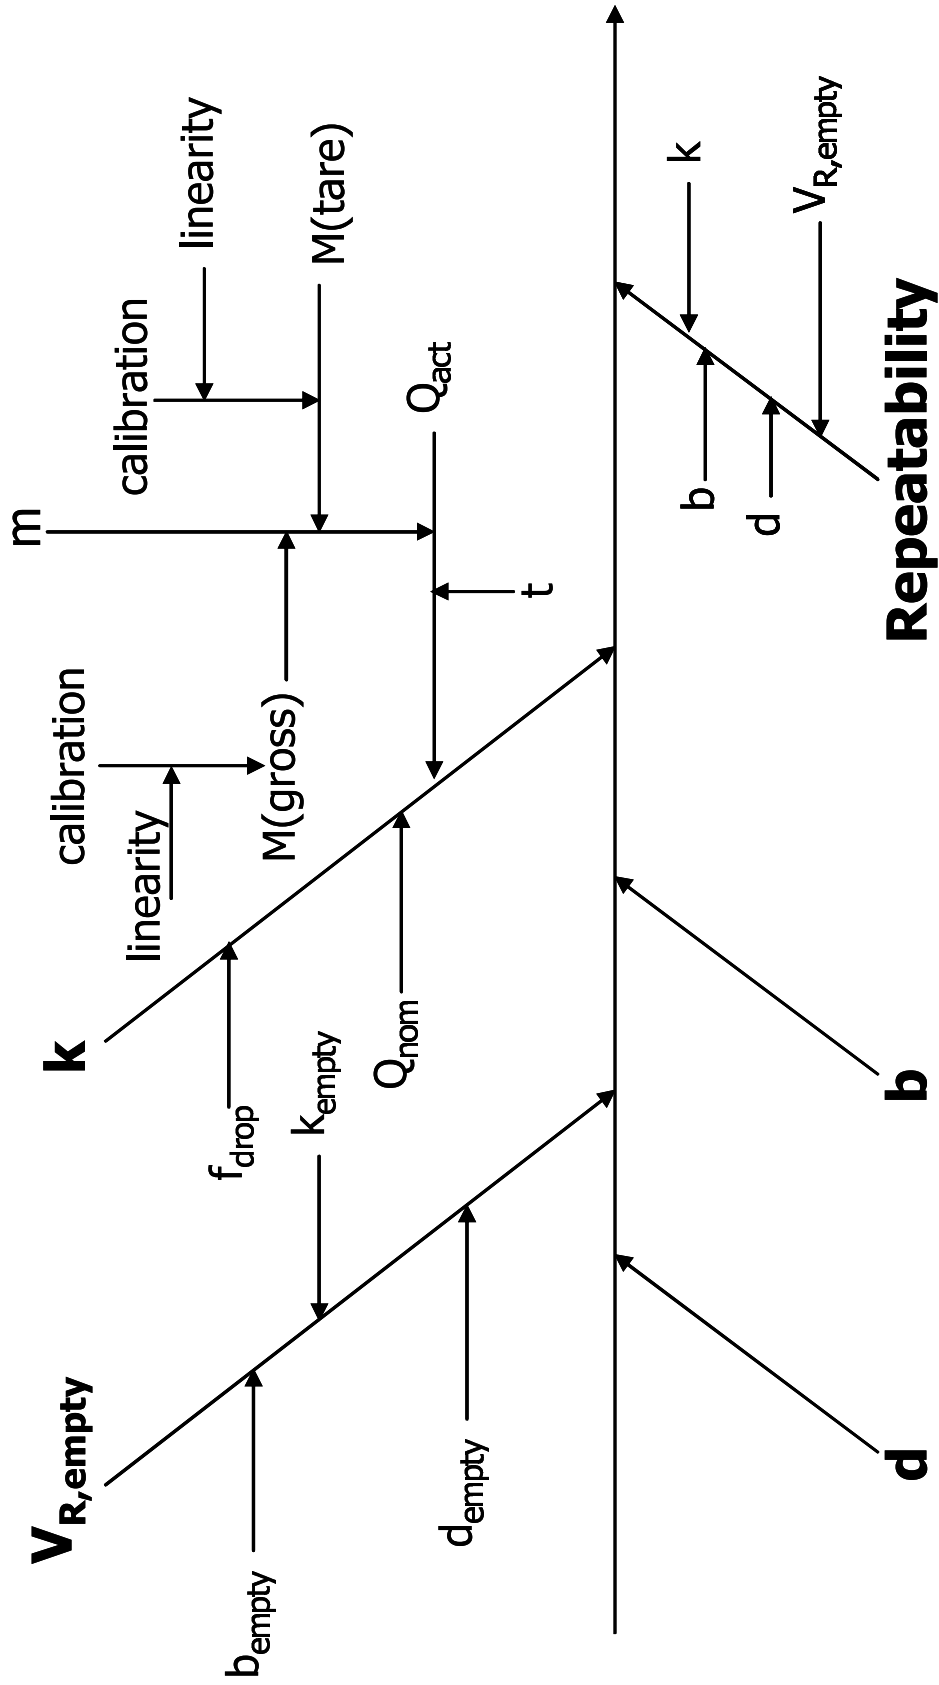 V_R,empty
k
m
calibration
linearity
calibration
linearity
M(gross)
M(tare)
b_empty
k_empty
f_drop
d_empty
Q_nom
Q_act
t
d
b
Repeatability
k
b
d
V_R,empty